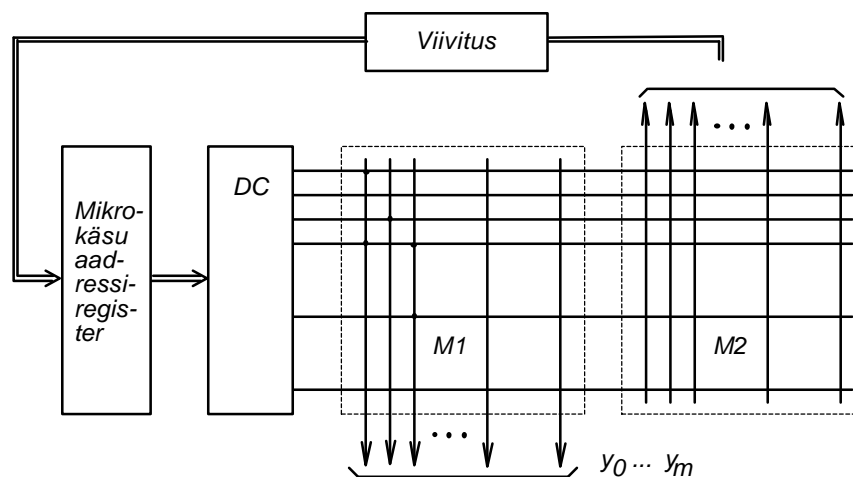 Viivitus
Mikro-
käsu
aad-
ressi-
regis-
ter
DC
M1
M2
y0 ... ym